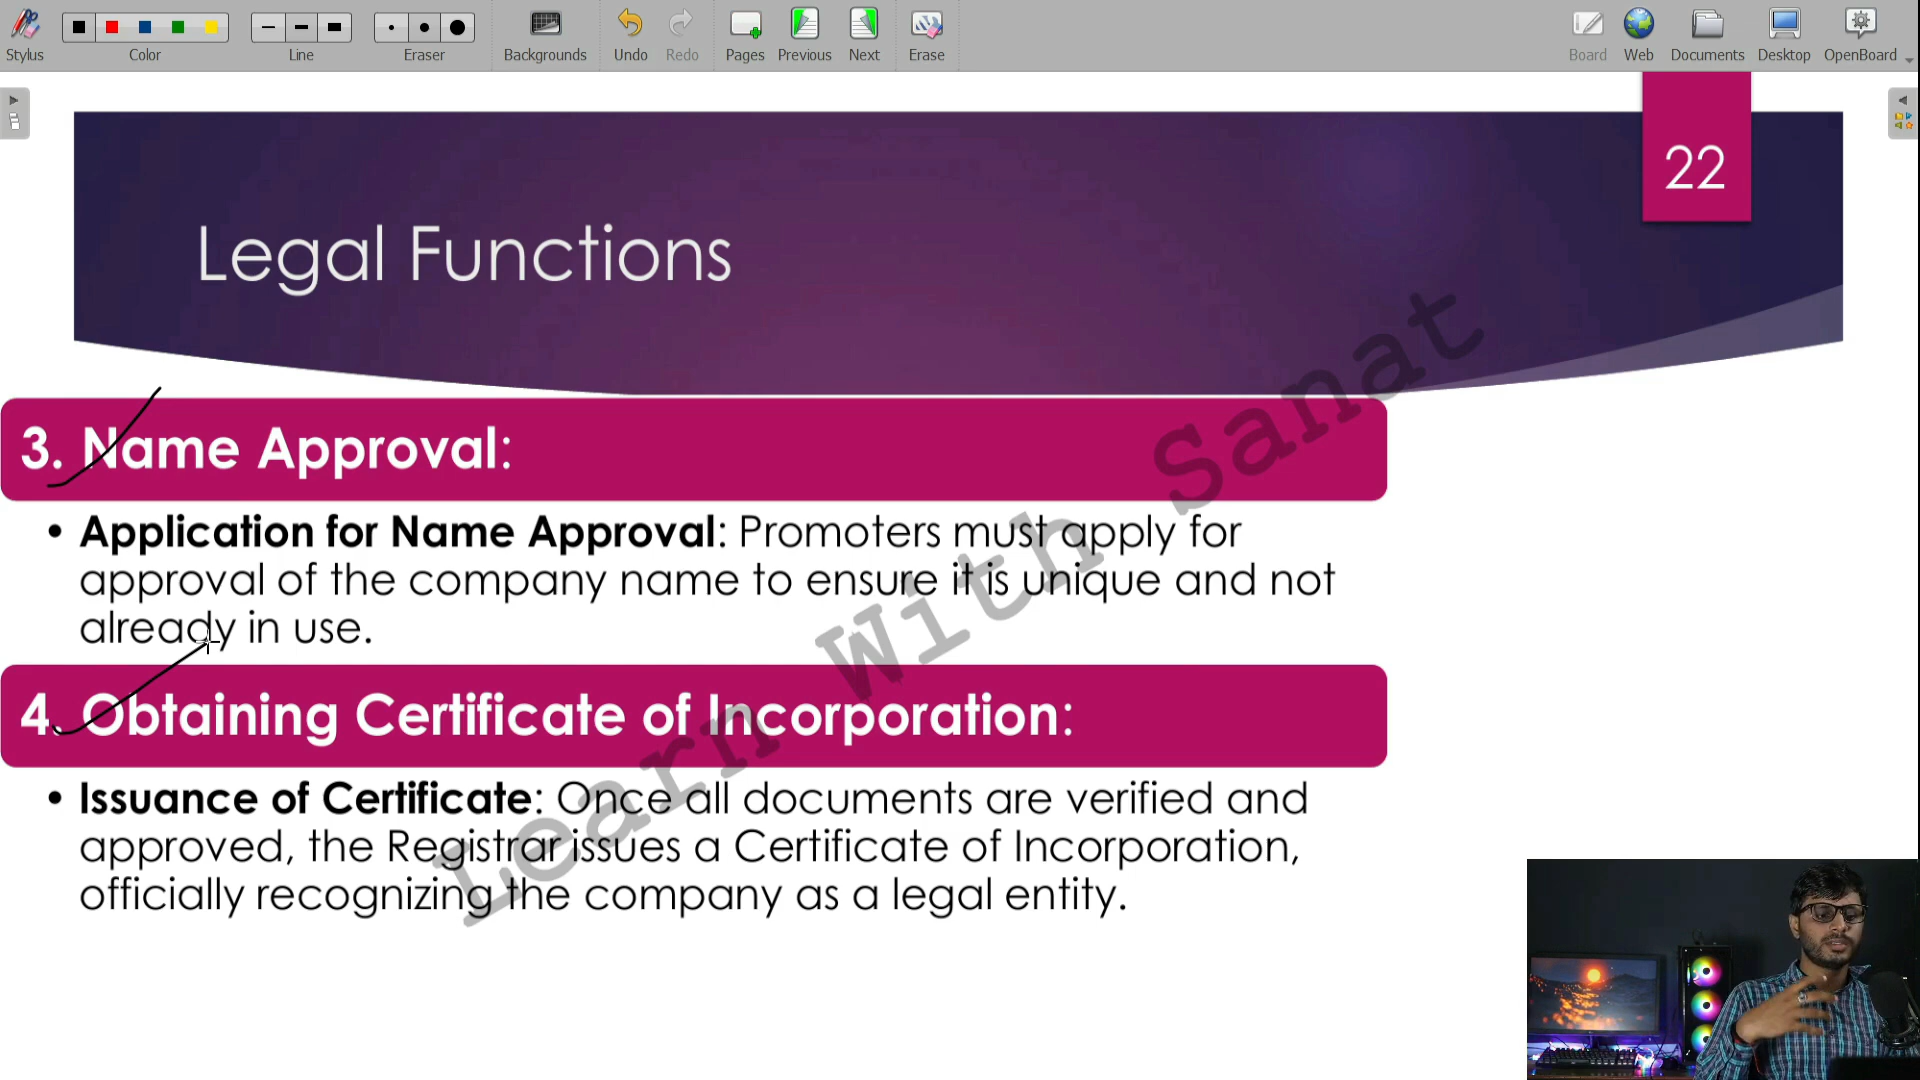 Stylus
Color
Line
Eraser
Backgrounds
Undo
Redo
Pages
Previous
Next
Erase
Board
Web
Documents
Desktop
OpenBoard
22
Legal Functions
3. Name Approval:
• Application for Name Approval: Promoters must apply for
approval of the company name to ensure it is unique and not
already in use.
4. Obtaining Certificate of Incorporation:
• Issuance of Certificate: Once all documents are verified and
approved, the Registrar issues a Certificate of Incorporation,
officially recognizing the company as a legal entity.
Learn With Sanat